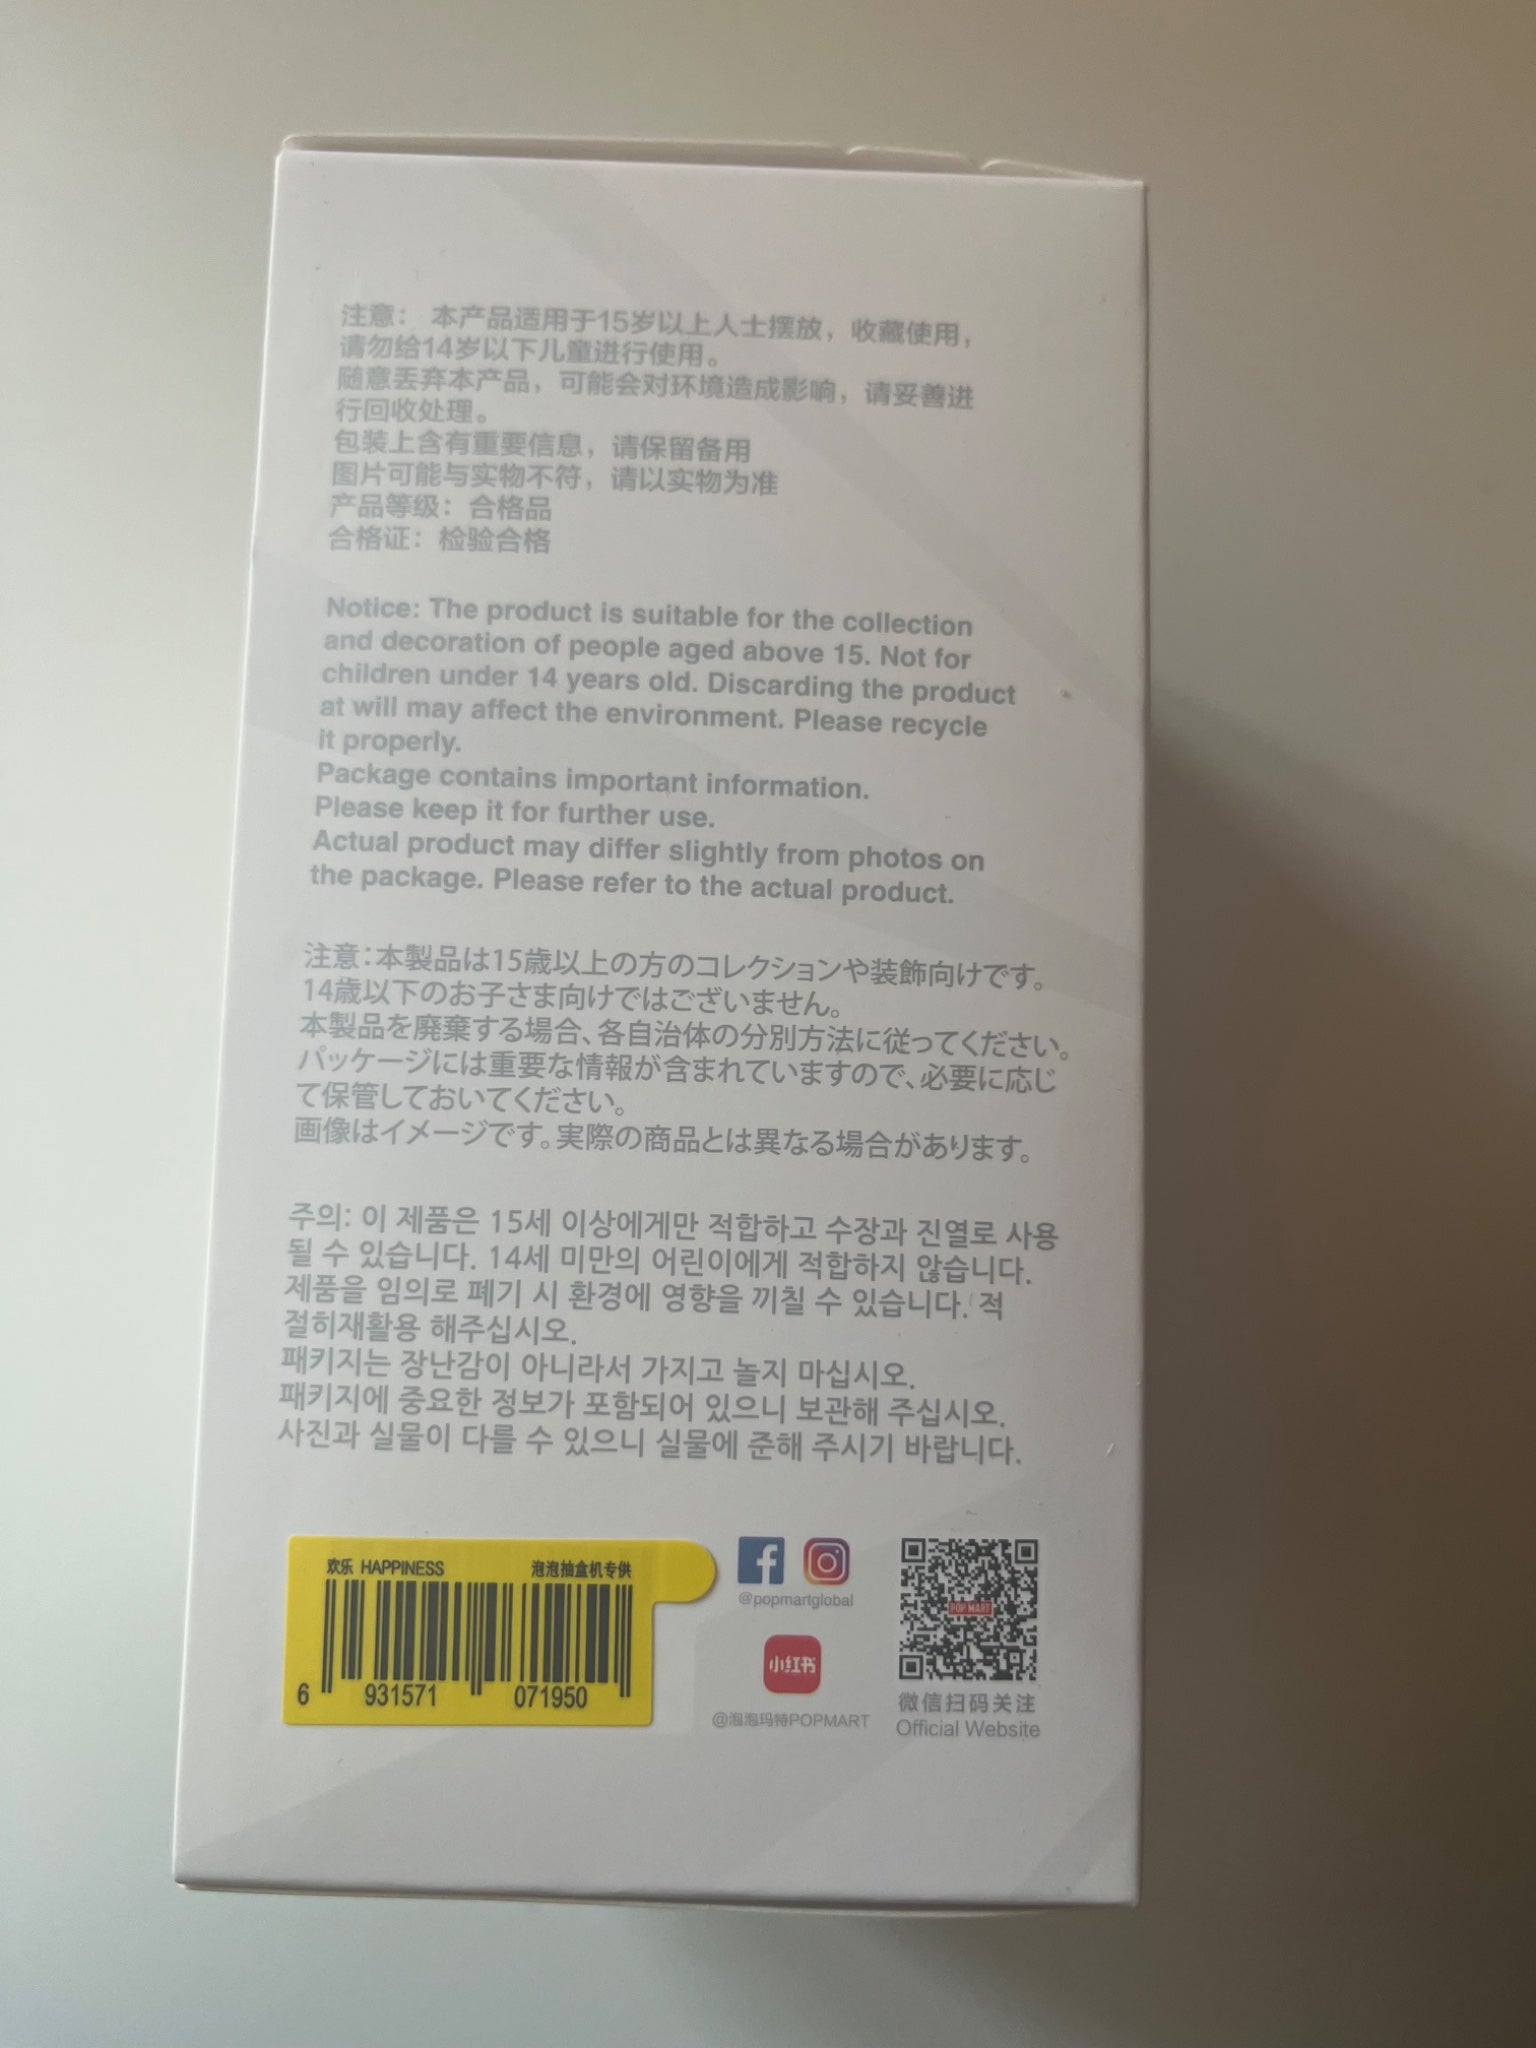 注意： 本产品适用于15岁以上人士摆放，收藏使用，
请勿给14岁以下儿童进行使用。
随意丢弃本产品，可能会对环境造成影响，请妥善进
行回收处理。
包装上含有重要信息，请保留备用
图片可能与实物不符，请以实物为准
产品等级：合格品
合格证：检验合格
Notice: The product is suitable for the collection
and decoration of people aged above 15. Not for
children under 14 years old. Discarding the product
at will may affect the environment. Please recycle
it properly.
Package contains important information.
Please keep it for further use.
Actual product may differ slightly from photos on
the package. Please refer to the actual product.
注意：本製品は15歳以上の方のコレクションや装飾向けです。
14歳以下のお子さま向けではございません。
本製品を廃棄する場合、各自治体の分別方法に従ってください。
パッケージには重要な情報が含まれていますので、必要に応じ
て保管しておいてください。
画像はイメージです。実際の商品とは異なる場合があります。
주의: 이 제품은 15세 이상에게만 적합하고 수장과 진열로 사용
될 수 있습니다. 14세 미만의 어린이에게 적합하지 않습니다.
제품을 임의로 폐기 시 환경에 영향을 끼칠 수 있습니다. 적
절히재활용 해주십시오.
패키지는 장난감이 아니라서 가지고 놀지 마십시오.
패키지에 중요한 정보가 포함되어 있으니 보관해 주십시오.
사진과 실물이 다를 수 있으니 실물에 준해 주시기 바랍니다.
欢乐 HAPPINESS 泡泡抽盒机专供
6 931571 071950
@popmartglobal
小红书
@泡泡玛特POPMART
POP MART
微信扫码关注
Official Website